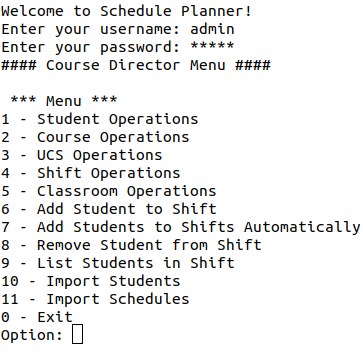 Welcome to Schedule Planner!
Enter your username: admin
Enter your password: *****
#### Course Director Menu ####
*** Menu ***
1 - Student Operations
2 - Course Operations
3 - UCS Operations
4 - Shift Operations
5 - Classroom Operations
6 - Add Student to Shift
7 - Add Students to Shifts Automatically
8 - Remove Student from Shift
9 - List Students in Shift
10 - Import Students
11 - Import Schedules
0 - Exit
Option: